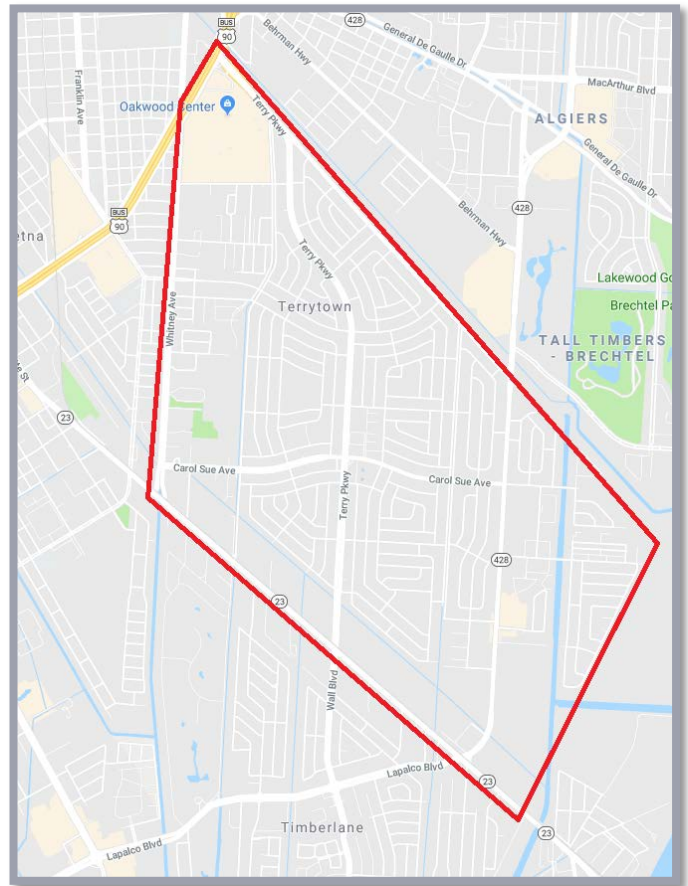 BUS
90
428
General De Gaulle Dr
Behrman Hwy
Franklin Ave
MacArthur Blvd
Oakwood Center
Terry Pkwy
ALGIERS
General De Gaulle Dr
428
BUS
90
Behrman Hwy
etna
Terry Pkwy
Lakewood Go
Brechtel Pa
Terrytown
Whitney Ave
TALL TIMBERS
- BRECHTEL
23
Carol Sue Ave
Terry Pkwy
Carol Sue Ave
428
23
Wall Blvd
Lapalco Blvd
23
Timberlane
23
Lapalco Blvd